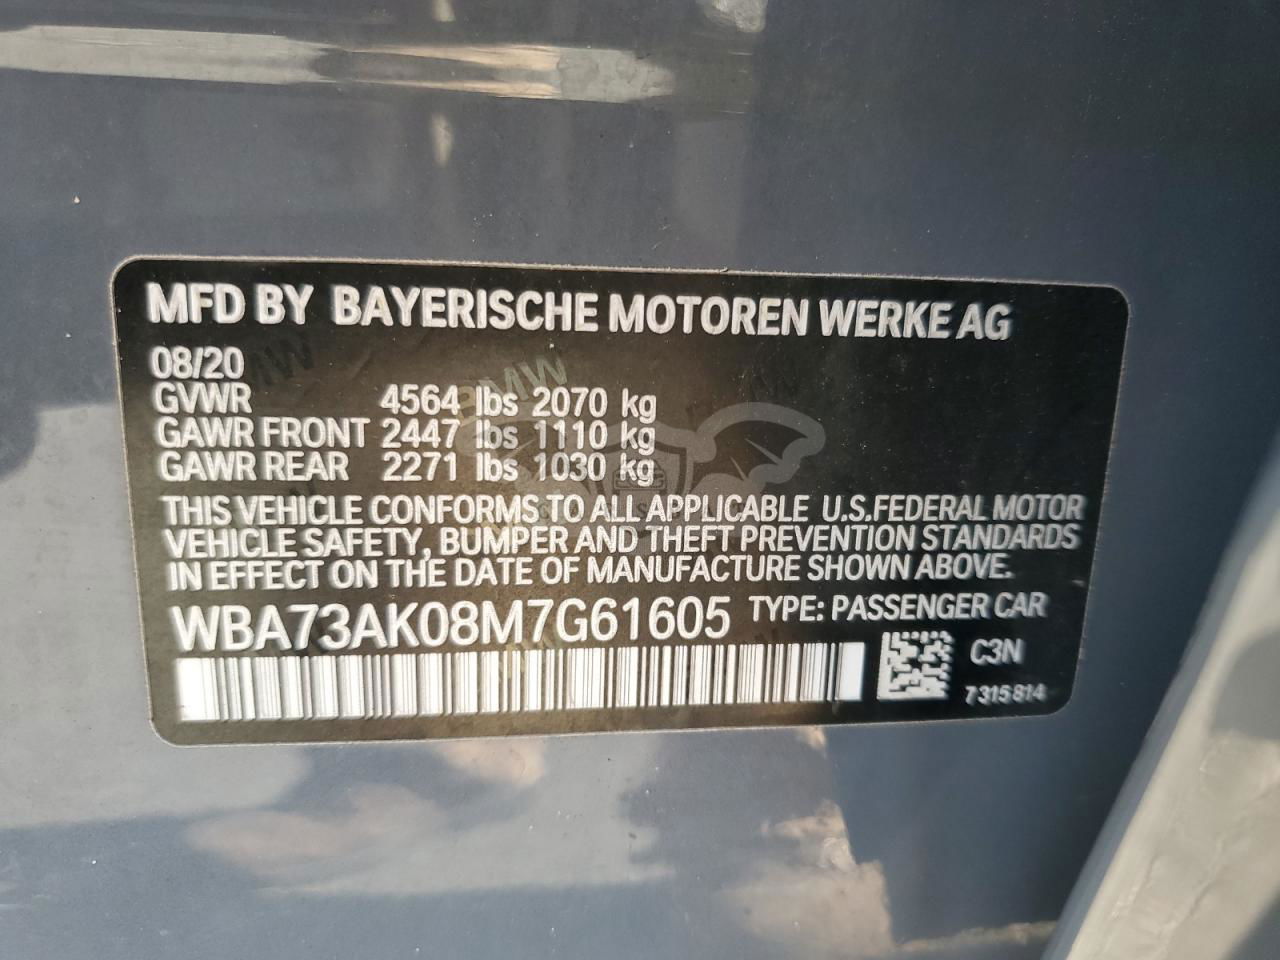 MFD BY BAYERISCHE MOTOREN WERKE AG
08/20
GVWR 4564 lbs 2070 kg
GAWR FRONT 2447 lbs 1110 kg
GAWR REAR 2271 lbs 1030 kg
THIS VEHICLE CONFORMS TO ALL APPLICABLE U.S.FEDERAL MOTOR
VEHICLE SAFETY, BUMPER AND THEFT PREVENTION STANDARDS
IN EFFECT ON THE DATE OF MANUFACTURE SHOWN ABOVE.
WBA73AK08M7G61605 TYPE: PASSENGER CAR
C3N
7315814
BMW
BMW